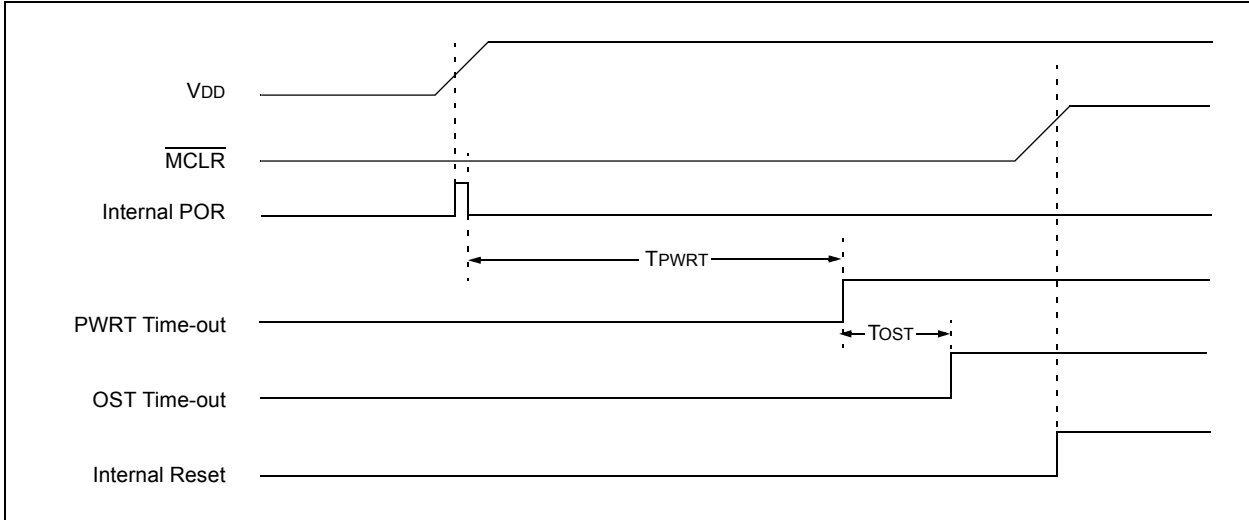 VDD
MCLR
Internal POR
TPWRT
PWRT Time-out
TOST
OST Time-out
Internal Reset